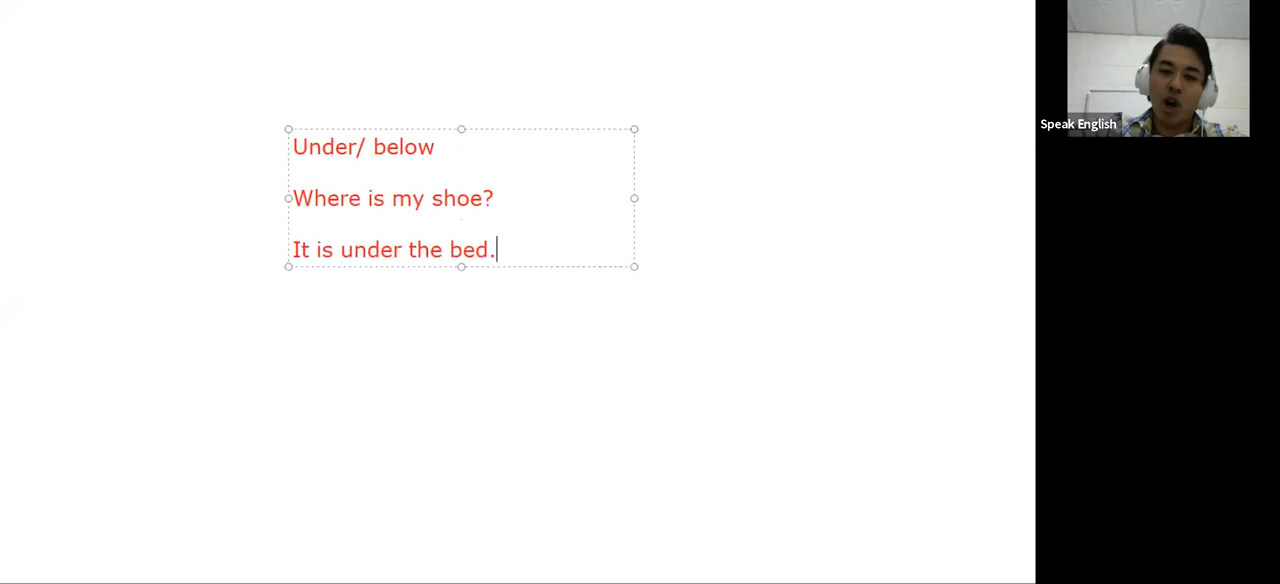 Under/ below
Where is my shoe?
It is under the bed.
Speak English